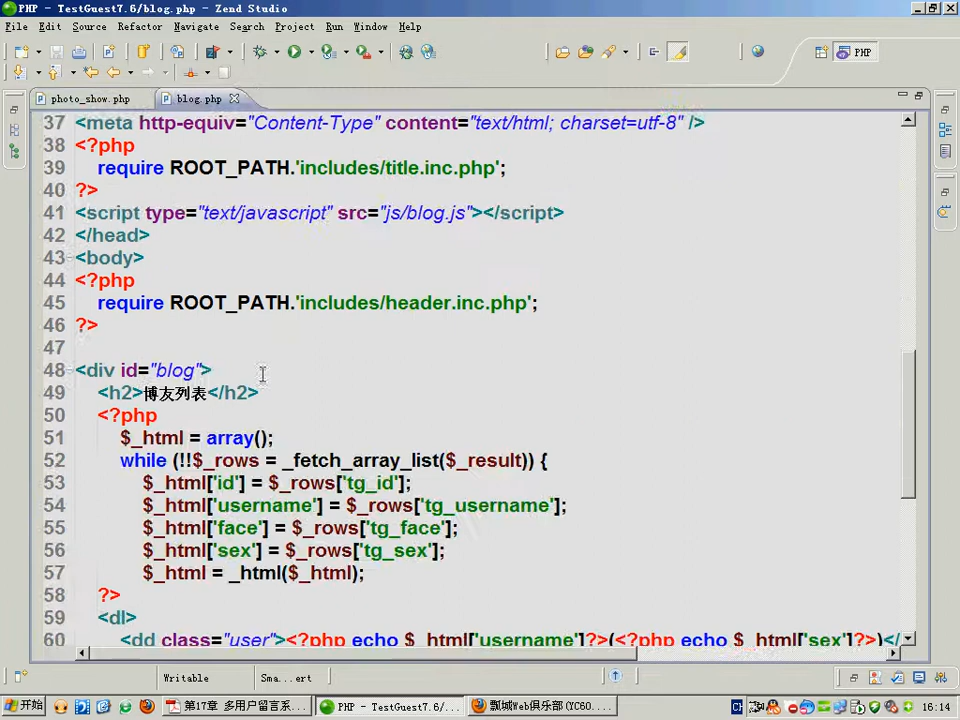 PHP - TestGuest7.6/blog.php - Zend Studio
File Edit Source Refactor Navigate Search Project Run Window Help
PHP
photo_show.php blog.php
37 <meta http-equiv="Content-Type" content="text/html; charset=utf-8" />
38 <?php
39 require ROOT_PATH.'includes/title.inc.php';
40 ?>
41 <script type="text/javascript" src="js/blog.js"></script>
42 </head>
43 <body>
44 <?php
45 require ROOT_PATH.'includes/header.inc.php';
46 ?>
47
48 <div id="blog">
49 <h2>博友列表</h2>
50 <?php
51 $_html = array();
52 while (!!$_rows = _fetch_array_list($_result)) {
53 $_html['id'] = $_rows['tg_id'];
54 $_html['username'] = $_rows['tg_username'];
55 $_html['face'] = $_rows['tg_face'];
56 $_html['sex'] = $_rows['tg_sex'];
57 $_html = _html($_html);
58 ?>
59 <dl>
60 <dd class="user"><?php echo $_html['username']?>(<?php echo $_html['sex']?>)</
Writable Sma...ert
开始 第17章 多用户留言系... PHP - TestGuest7.6/... 瓢城Web俱乐部(YC60... CH 16:14